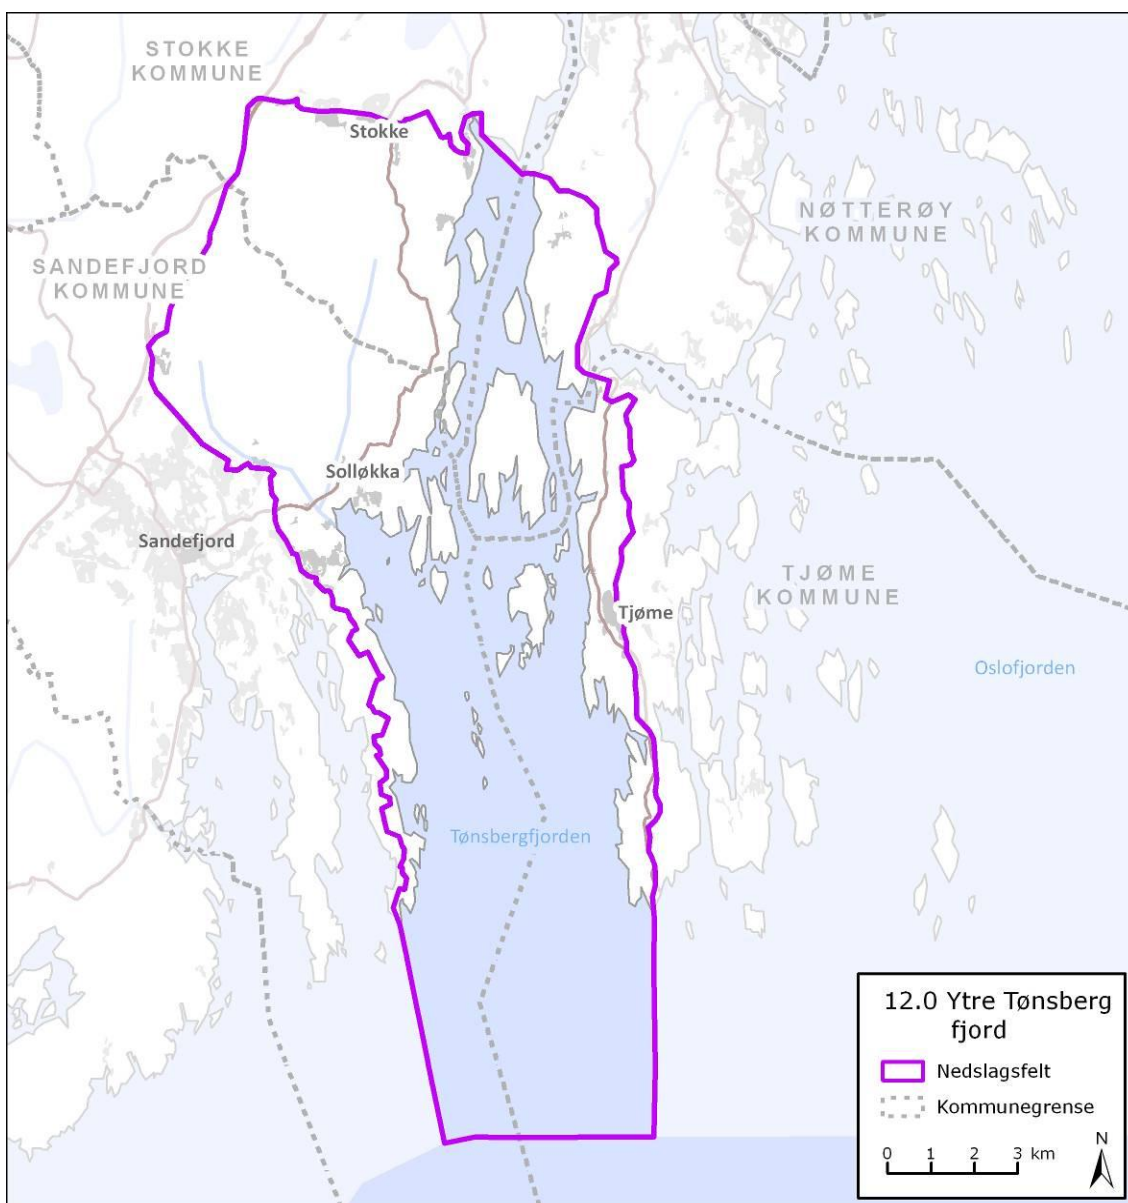 STOKKE
KOMMUNE
Stokke
NØTTERØY
KOMMUNE
SANDEFJORD
KOMMUNE
Solløkka
Sandefjord
TJØME
KOMMUNE
Tjøme
Oslofjorden
Tønsbergfjorden
12.0 Ytre Tønsberg
fjord
Nedslagsfelt
Kommunegrense
N
0 1 2 3 km